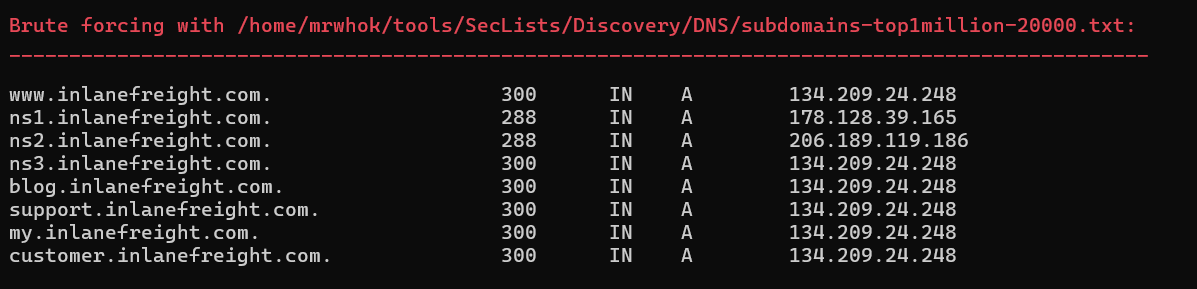 Brute forcing with /home/mrwhok/tools/SecLists/Discovery/DNS/subdomains-top1million-20000.txt:
_______________________________________________________________________________________________
www.inlanefreight.com. 300 IN A 134.209.24.248
ns1.inlanefreight.com. 288 IN A 178.128.39.165
ns2.inlanefreight.com. 288 IN A 206.189.119.186
ns3.inlanefreight.com. 300 IN A 134.209.24.248
blog.inlanefreight.com. 300 IN A 134.209.24.248
support.inlanefreight.com. 300 IN A 134.209.24.248
my.inlanefreight.com. 300 IN A 134.209.24.248
customer.inlanefreight.com. 300 IN A 134.209.24.248